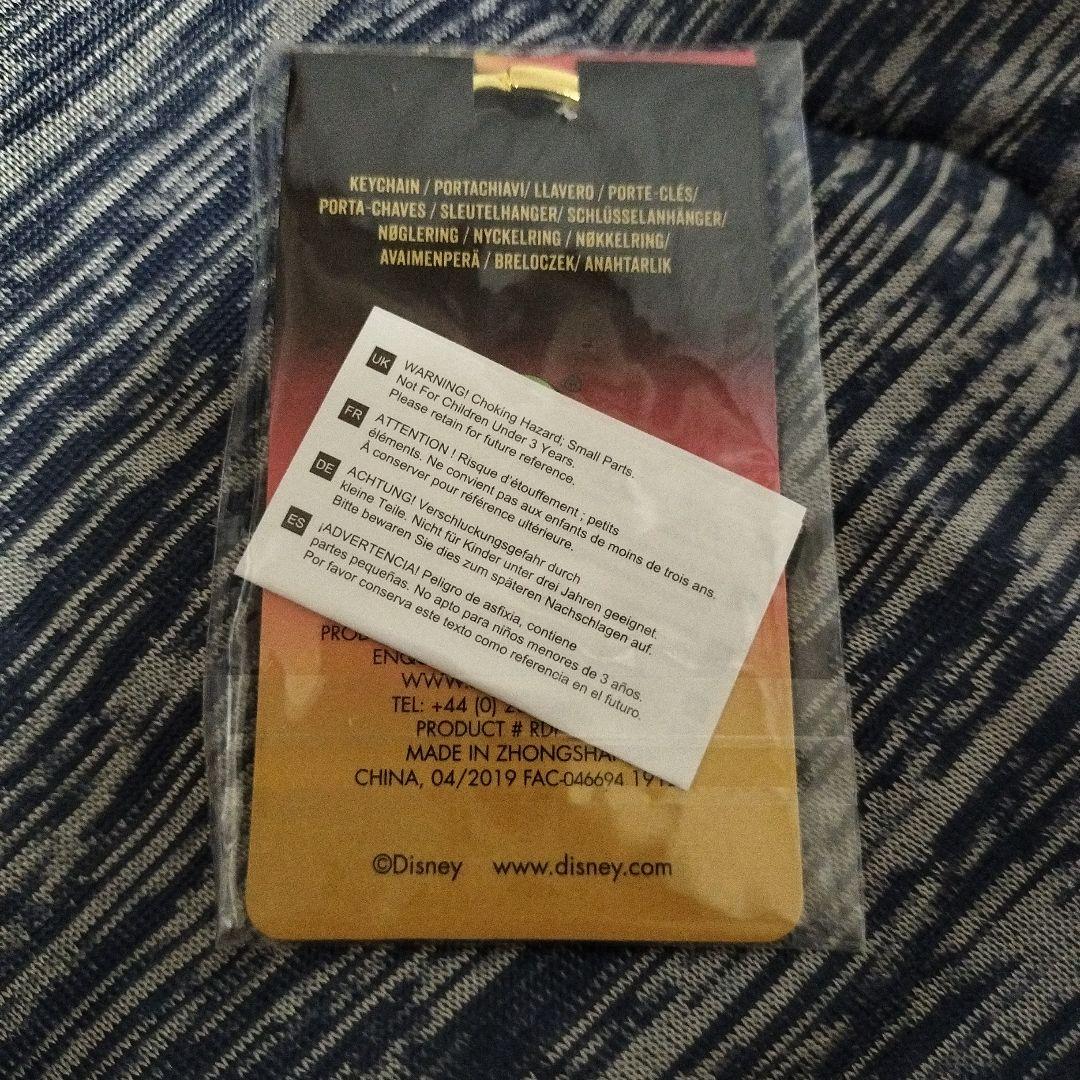 KEYCHAIN / PORTACHIAVI/ LLAVERO / PORTE-CLÉS/
PORTA-CHAVES / SLEUTELHANGER/ SCHLÜSSELANHÄNGER/
NØGLERING / NYCKELRING / NØKKELRING/
AVAIMENPERÄ / BRELOCZEK/ ANAHTARLIK
®
UK WARNING! Choking Hazard; Small Parts.
Not For Children Under 3 Years.
Please retain for future reference.
FR ATTENTION ! Risque d'étouffement ; petits
éléments. Ne convient pas aux enfants de moins de trois ans.
À conserver pour référence ultérieure.
DE ACHTUNG! Verschluckungsgefahr durch
kleine Teile. Nicht für Kinder unter drei Jahren geeignet.
Bitte bewaren Sie dies zum späteren Nachschlagen auf.
ES ¡ADVERTENCIA! Peligro de asfixia, contiene
partes pequeñas. No apto para niños menores de 3 años.
Por favor conserva este texto como referencia en el futuro.
TEL: +44 (0)
PRODUCT #
MADE IN
CHINA, 04/2019 FAC-046694
©Disney www.disney.com